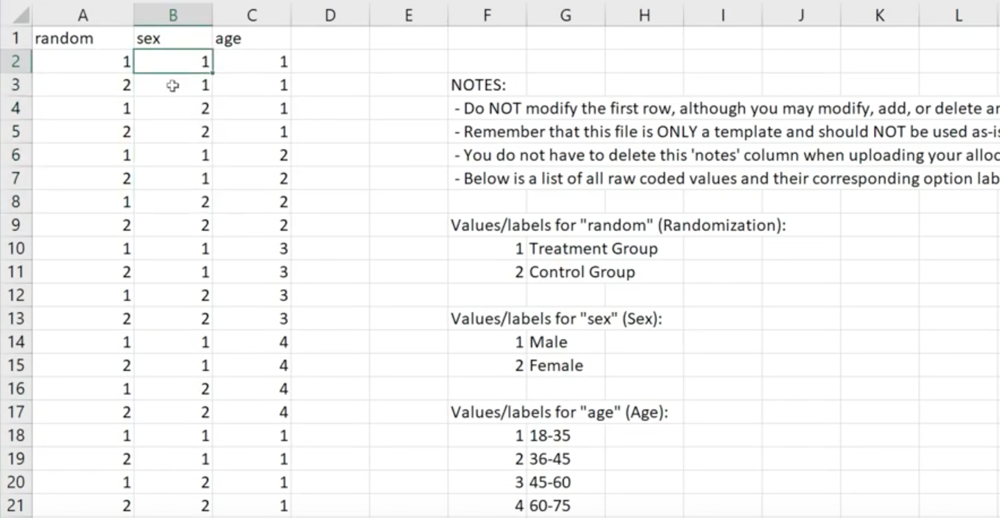 A B C D E F G H I J K L
1 random sex age
2 1 1 1
3 2 1 1 NOTES:
4 1 2 1 - Do NOT modify the first row, although you may modify, add, or delete
5 2 2 1 - Remember that this file is ONLY a template and should NOT be used
6 1 1 2 - You do not have to delete this 'notes' column when uploading your
7 2 1 2 - Below is a list of all raw coded values and their corresponding option
8 1 2 2
9 2 2 2 Values/labels for "random" (Randomization):
10 1 1 3 1 Treatment Group
11 2 1 3 2 Control Group
12 1 2 3
13 2 2 3 Values/labels for "sex" (Sex):
14 1 1 4 1 Male
15 2 1 4 2 Female
16 1 2 4
17 2 2 4 Values/labels for "age" (Age):
18 1 1 1 1 18-35
19 2 1 1 2 36-45
20 1 2 1 3 45-60
21 2 2 1 4 60-75